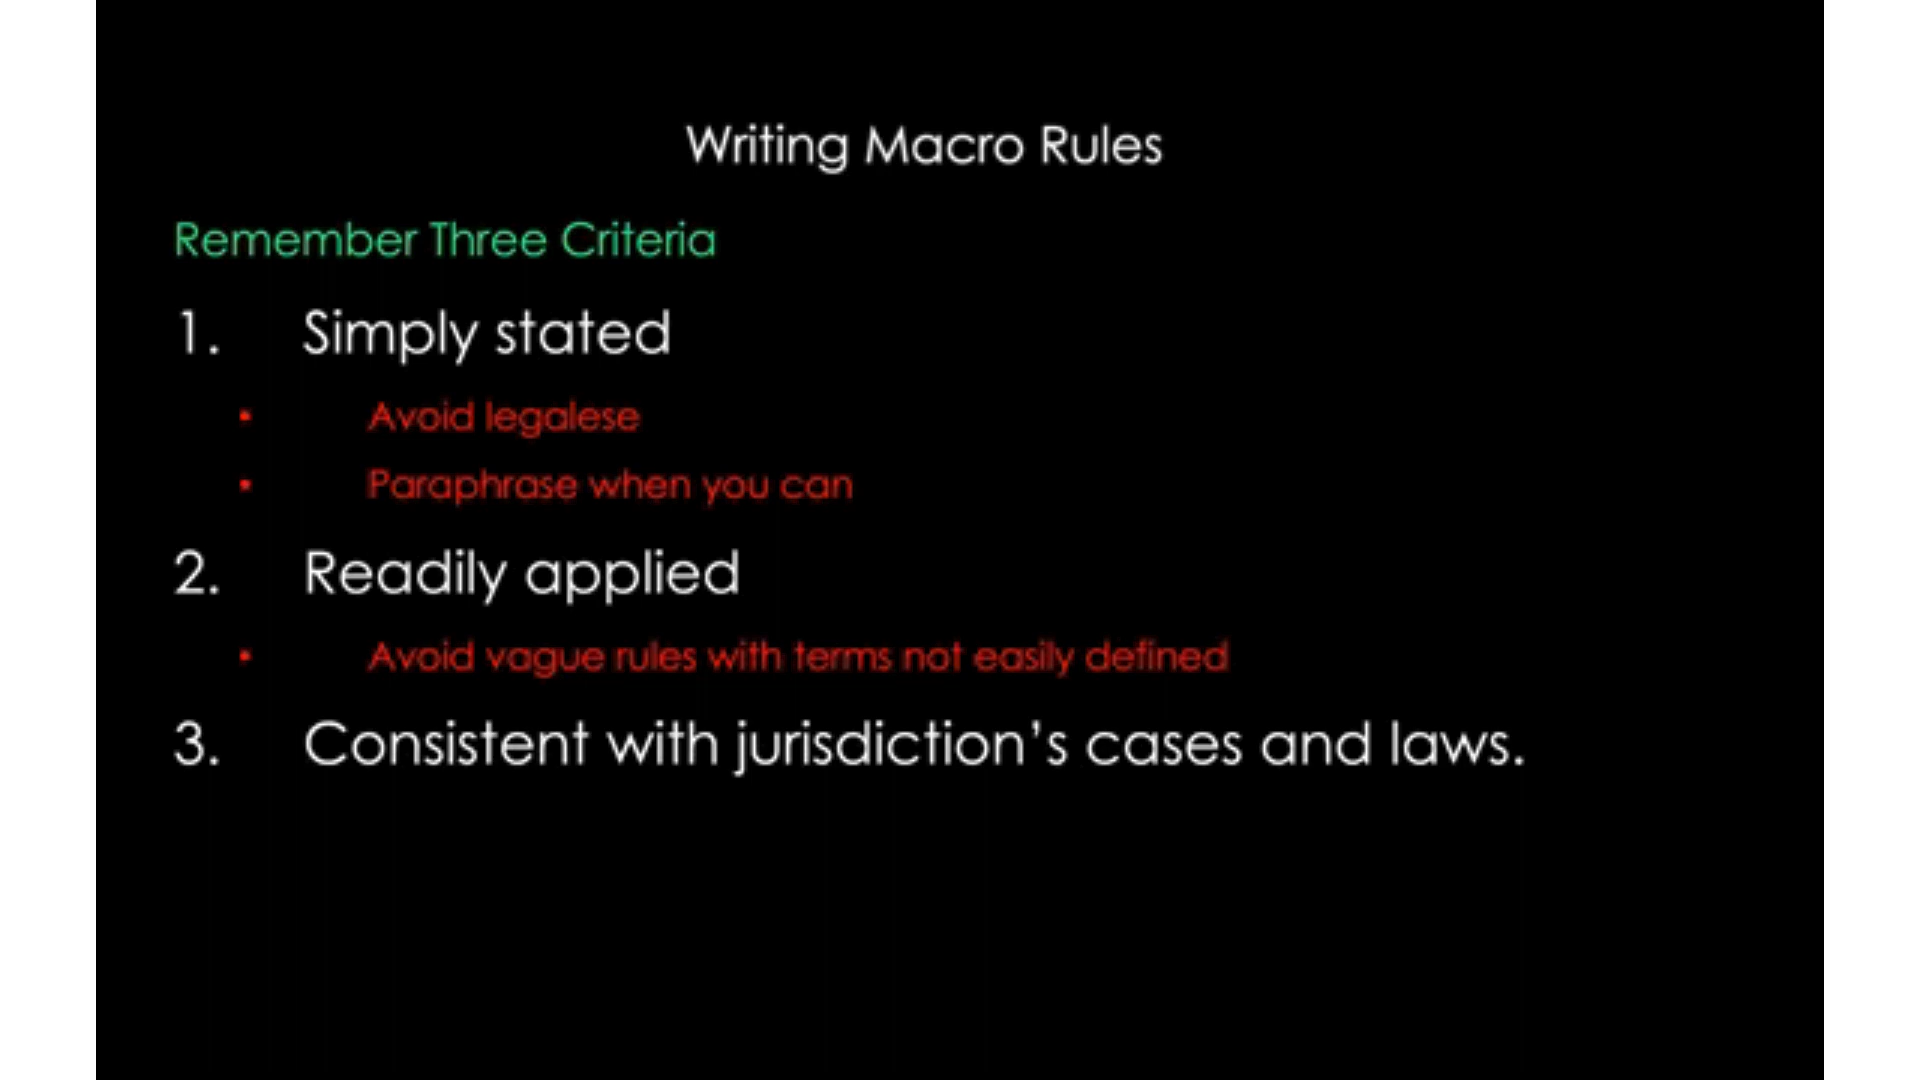 Writing Macro Rules
Remember Three Criteria
1. Simply stated
• Avoid legalese
• Paraphrase when you can
2. Readily applied
• Avoid vague rules with terms not easily defined
3. Consistent with jurisdiction’s cases and laws.